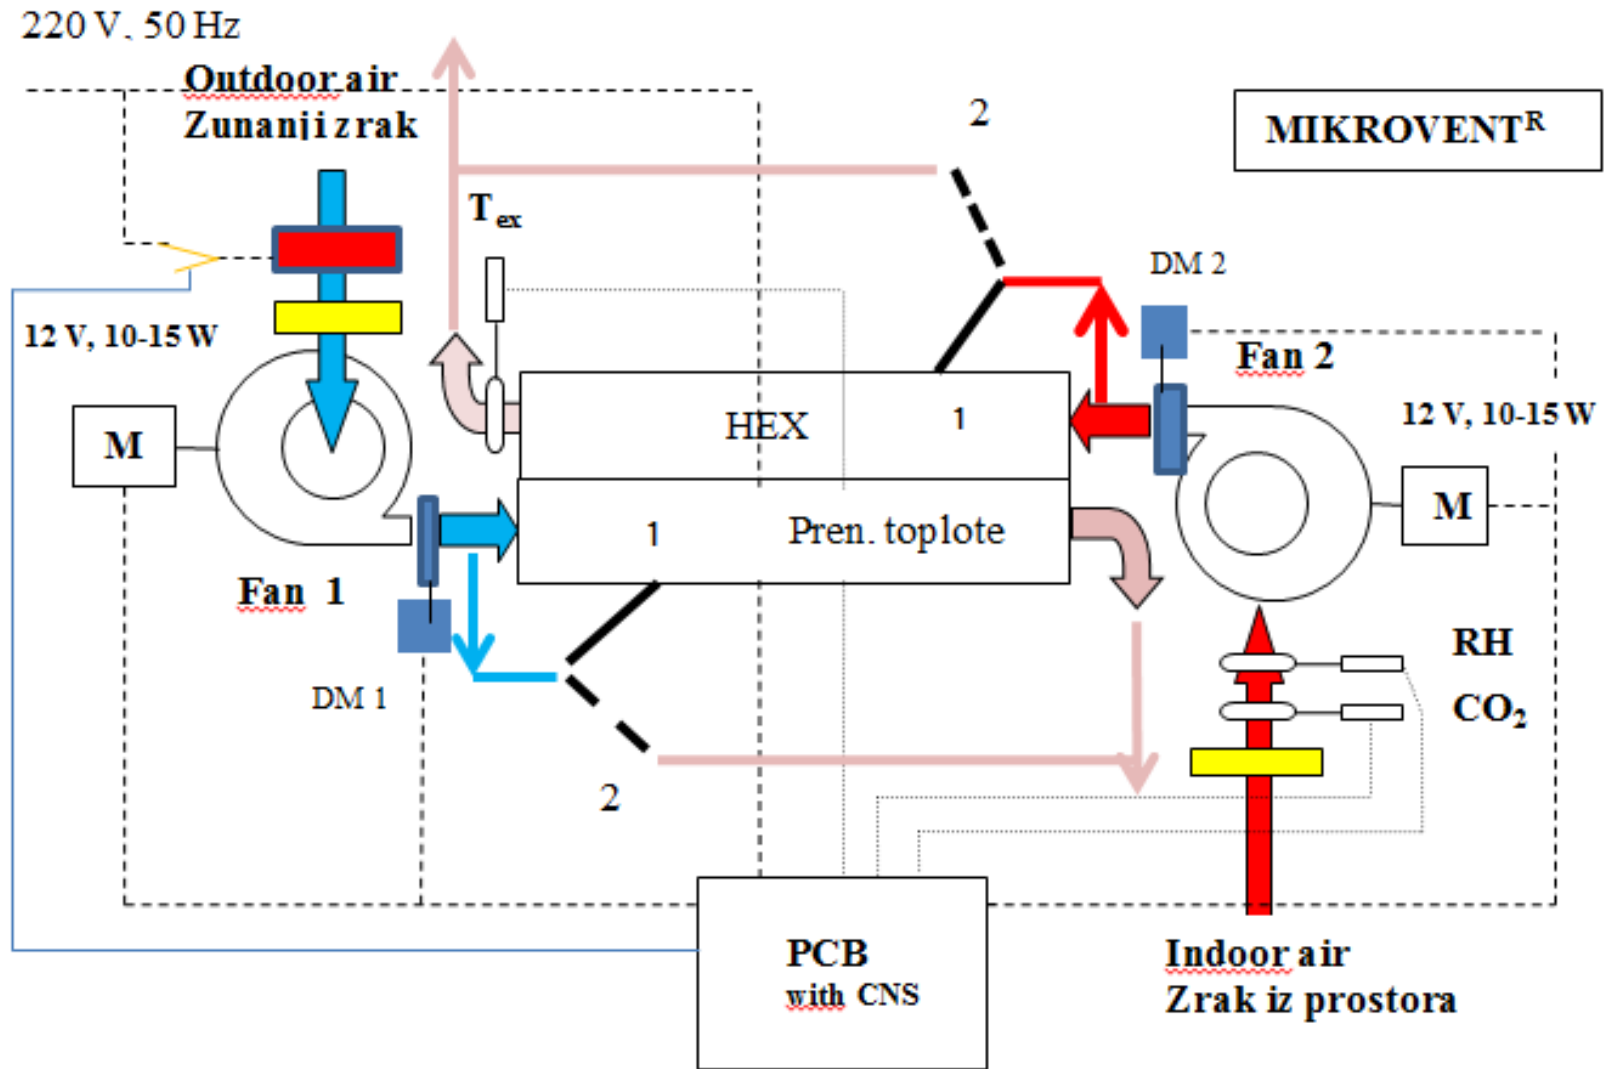 220 V, 50 Hz
Outdoor air
Zunanji zrak
2
MIKROVENTᴿ
Tₑₓ
DM 2
12 V, 10-15 W
Fan 2
12 V, 10-15 W
M
HEX
1
M
1
Pren. toplote
Fan 1
RH
DM 1
CO₂
2
PCB
with CNS
Indoor air
Zrak iz prostora